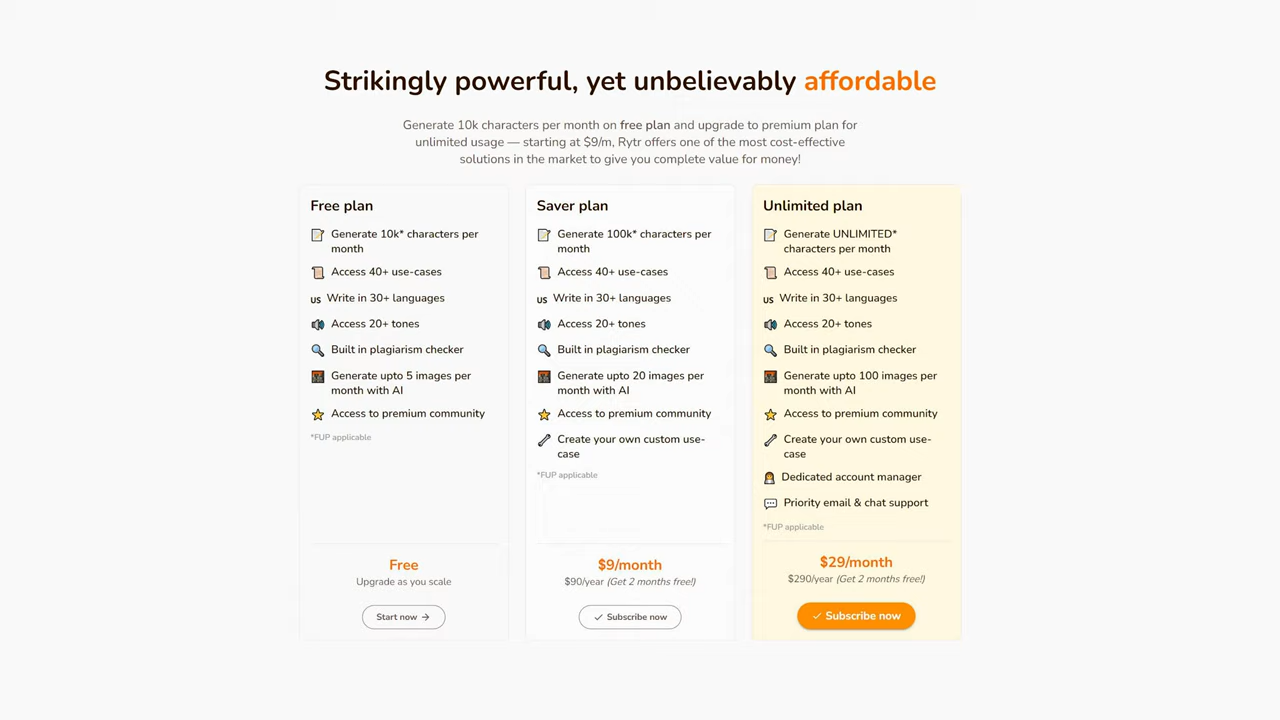 Strikingly powerful, yet unbelievably affordable
Generate 10k characters per month on free plan and upgrade to premium plan for
unlimited usage — starting at $9/m, Rytr offers one of the most cost-effective
solutions in the market to give you complete value for money!
Free plan
Generate 10k* characters per
month
Access 40+ use-cases
US Write in 30+ languages
Access 20+ tones
Built in plagiarism checker
Generate upto 5 images per
month with AI
Access to premium community
*FUP applicable
Free
Upgrade as you scale
Start now →
Saver plan
Generate 100k* characters per
month
Access 40+ use-cases
US Write in 30+ languages
Access 20+ tones
Built in plagiarism checker
Generate upto 20 images per
month with AI
Access to premium community
Create your own custom use-
case
*FUP applicable
$9/month
$90/year (Get 2 months free!)
✓ Subscribe now
Unlimited plan
Generate UNLIMITED*
characters per month
Access 40+ use-cases
US Write in 30+ languages
Access 20+ tones
Built in plagiarism checker
Generate upto 100 images per
month with AI
Access to premium community
Create your own custom use-
case
Dedicated account manager
Priority email & chat support
*FUP applicable
$29/month
$290/year (Get 2 months free!)
✓ Subscribe now